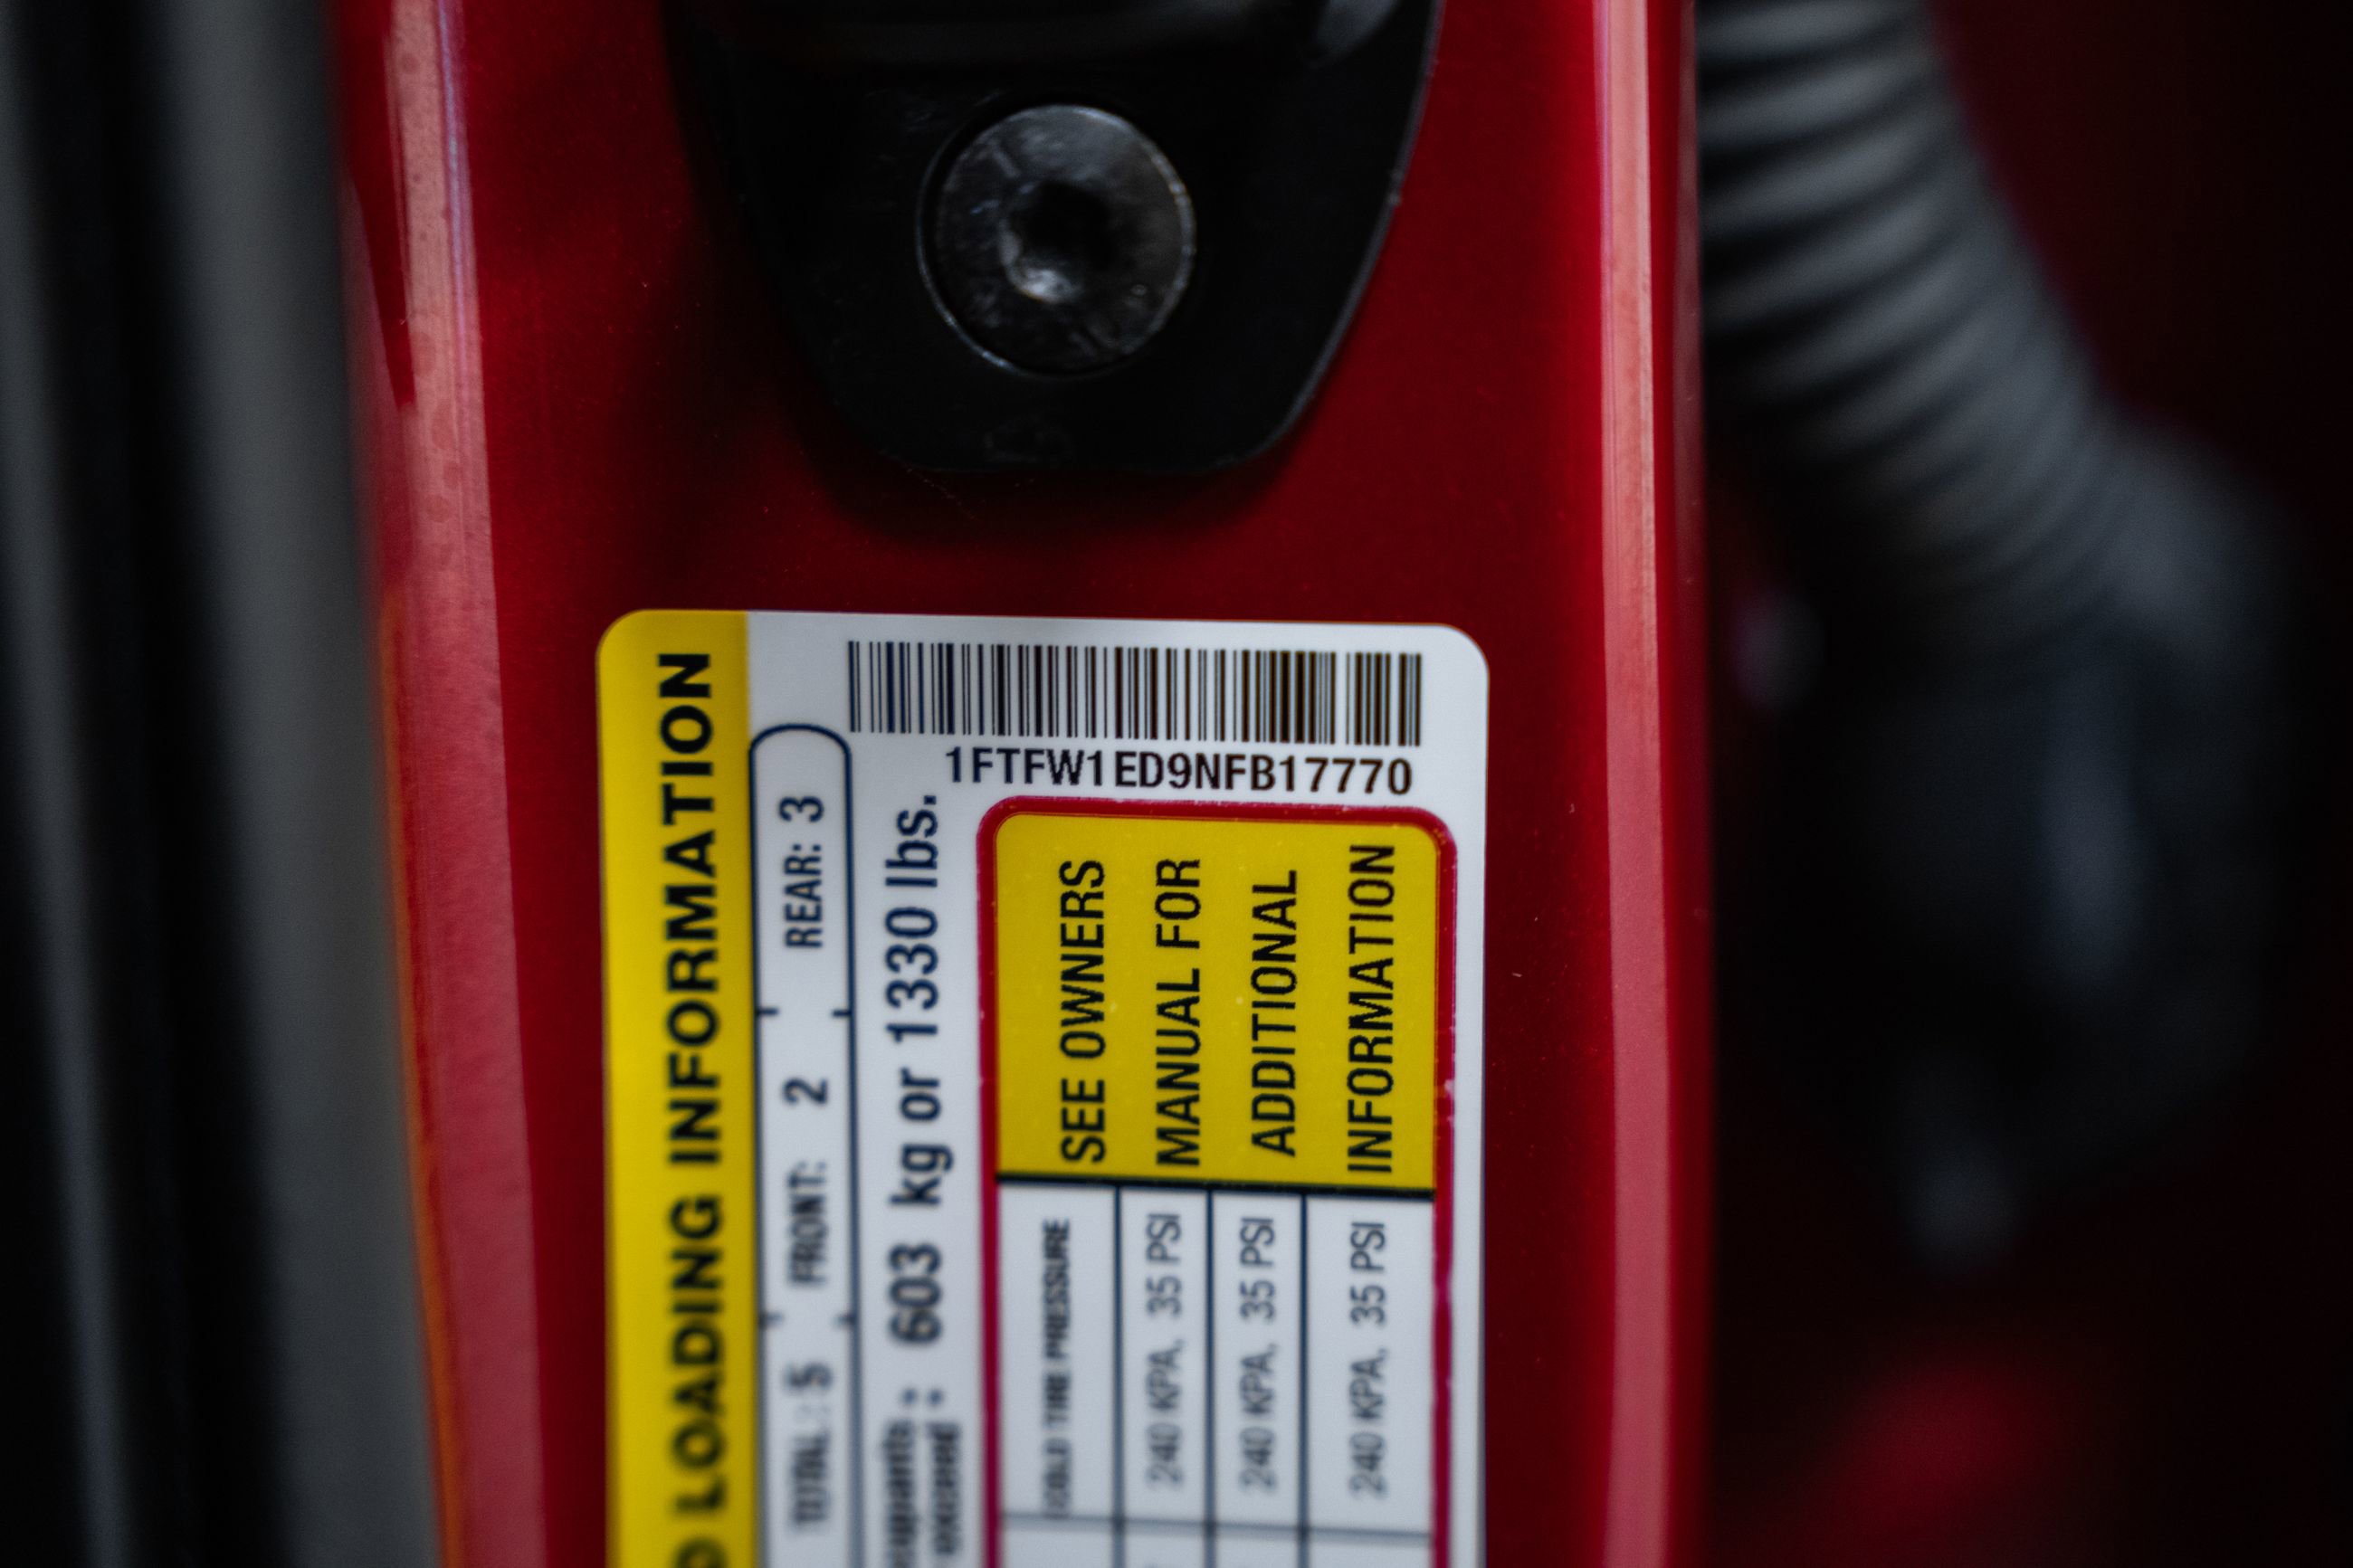 1FTFW1ED9NFB17770
LOADING INFORMATION
TOTAL: 5 FRONT: 2 REAR: 3
603 kg or 1330 lbs.
COLD TIRE PRESSURE
240 KPA, 35 PSI
240 KPA, 35 PSI
240 KPA, 35 PSI
SEE OWNERS
MANUAL FOR
ADDITIONAL
INFORMATION